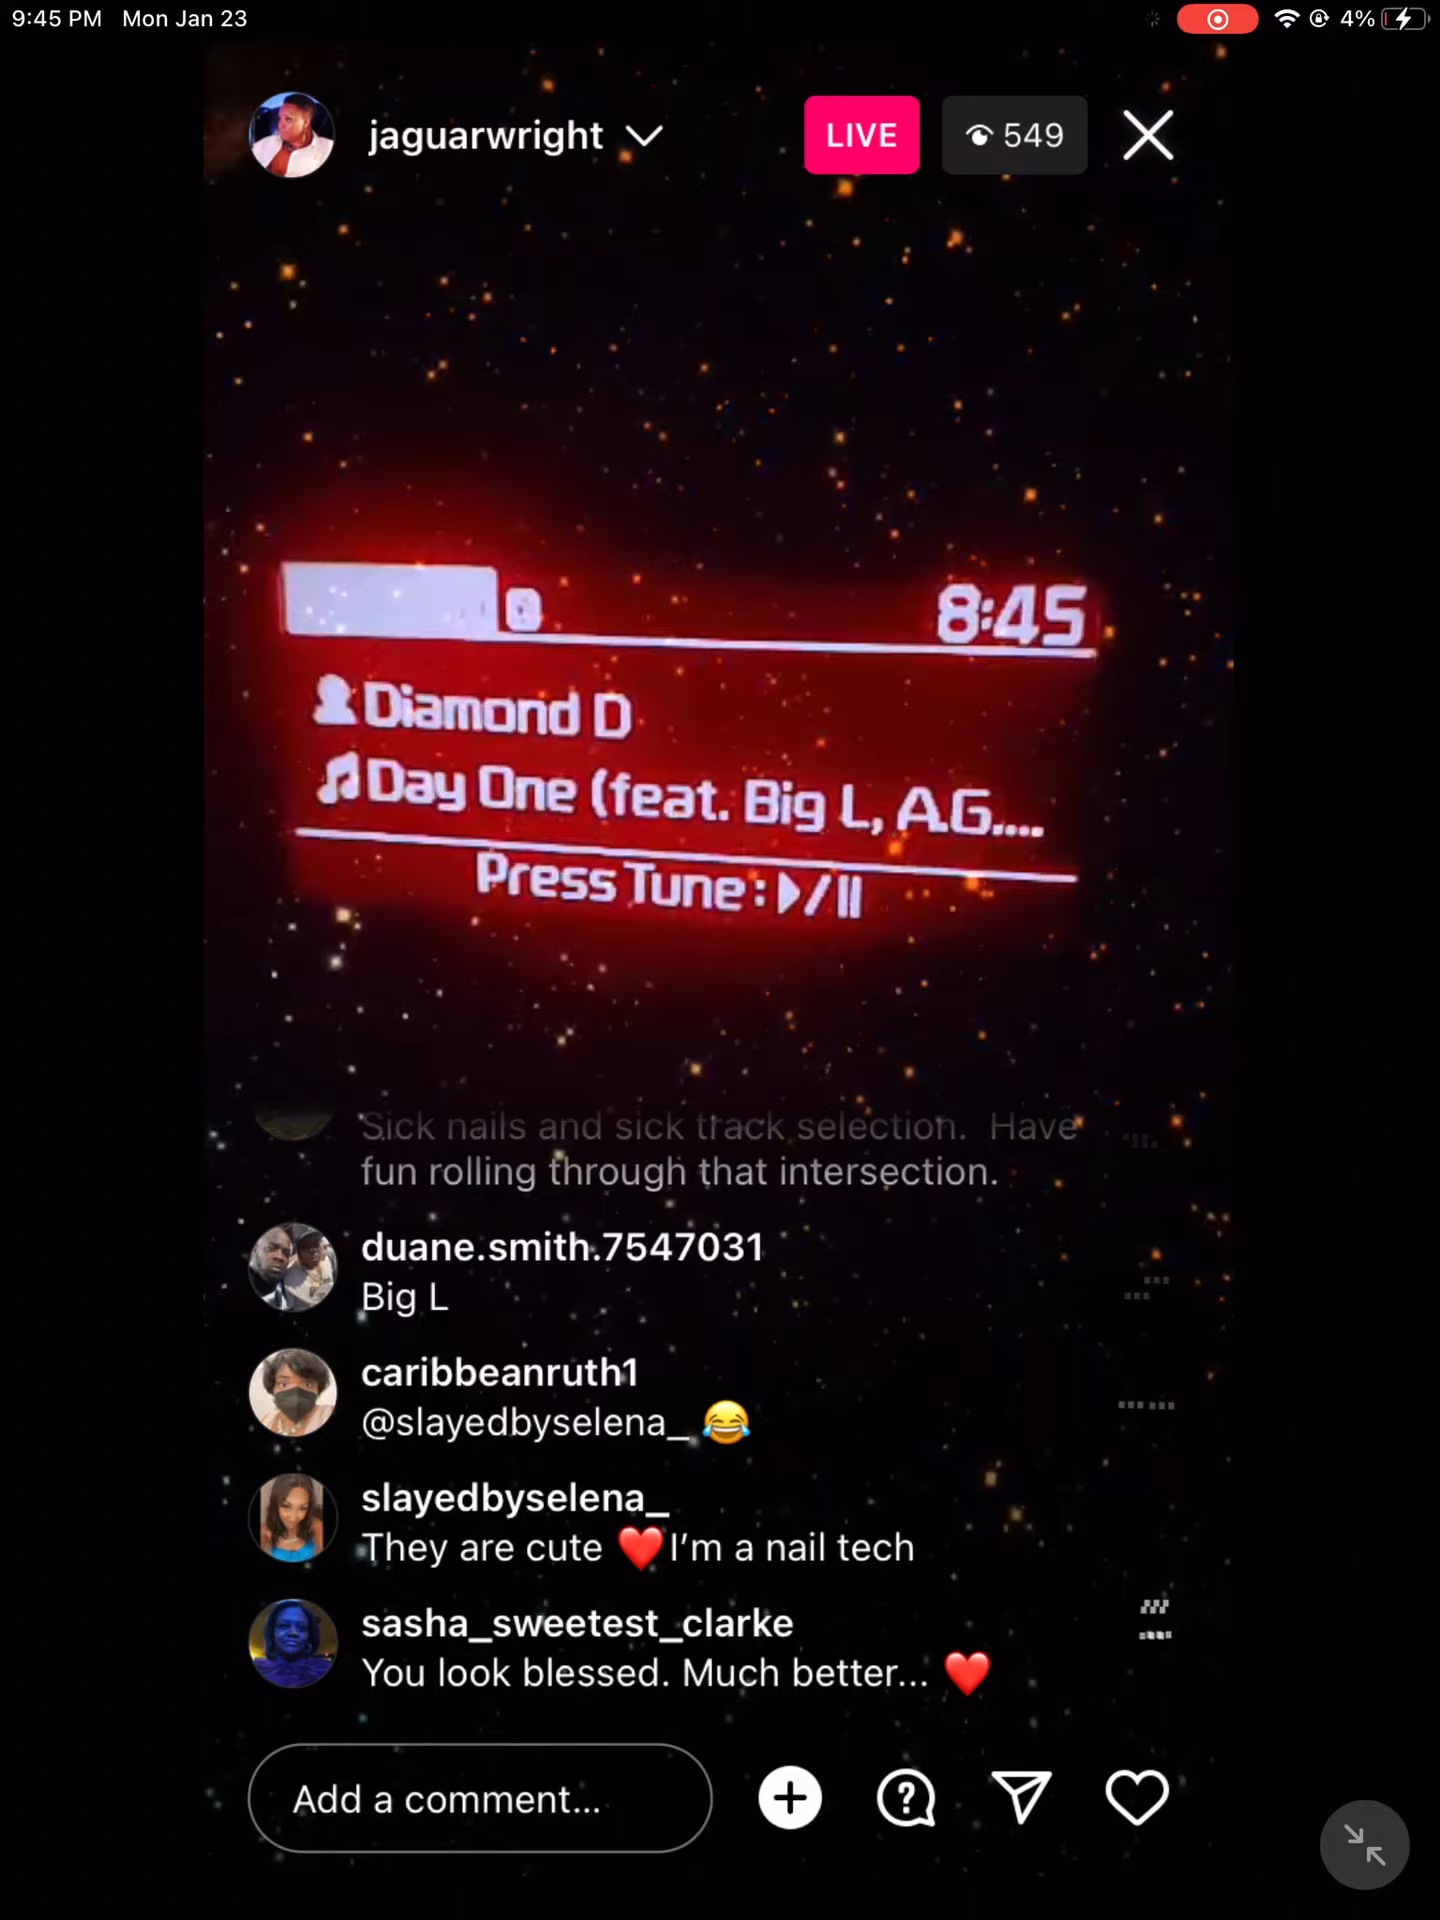 9:45 PM Mon Jan 23
4%
jaguarwright
LIVE
549
8:45
Diamond D
Day One (feat. Big L, A.G....
Press Tune :
Sick nails and sick track selection. Have
fun rolling through that intersection.
duane.smith.7547031
Big L
caribbeanruth1
@slayedbyselena_ 😂
slayedbyselena_
They are cute ❤️I’m a nail tech
sasha_sweetest_clarke
You look blessed. Much better... ❤️
Add a comment...